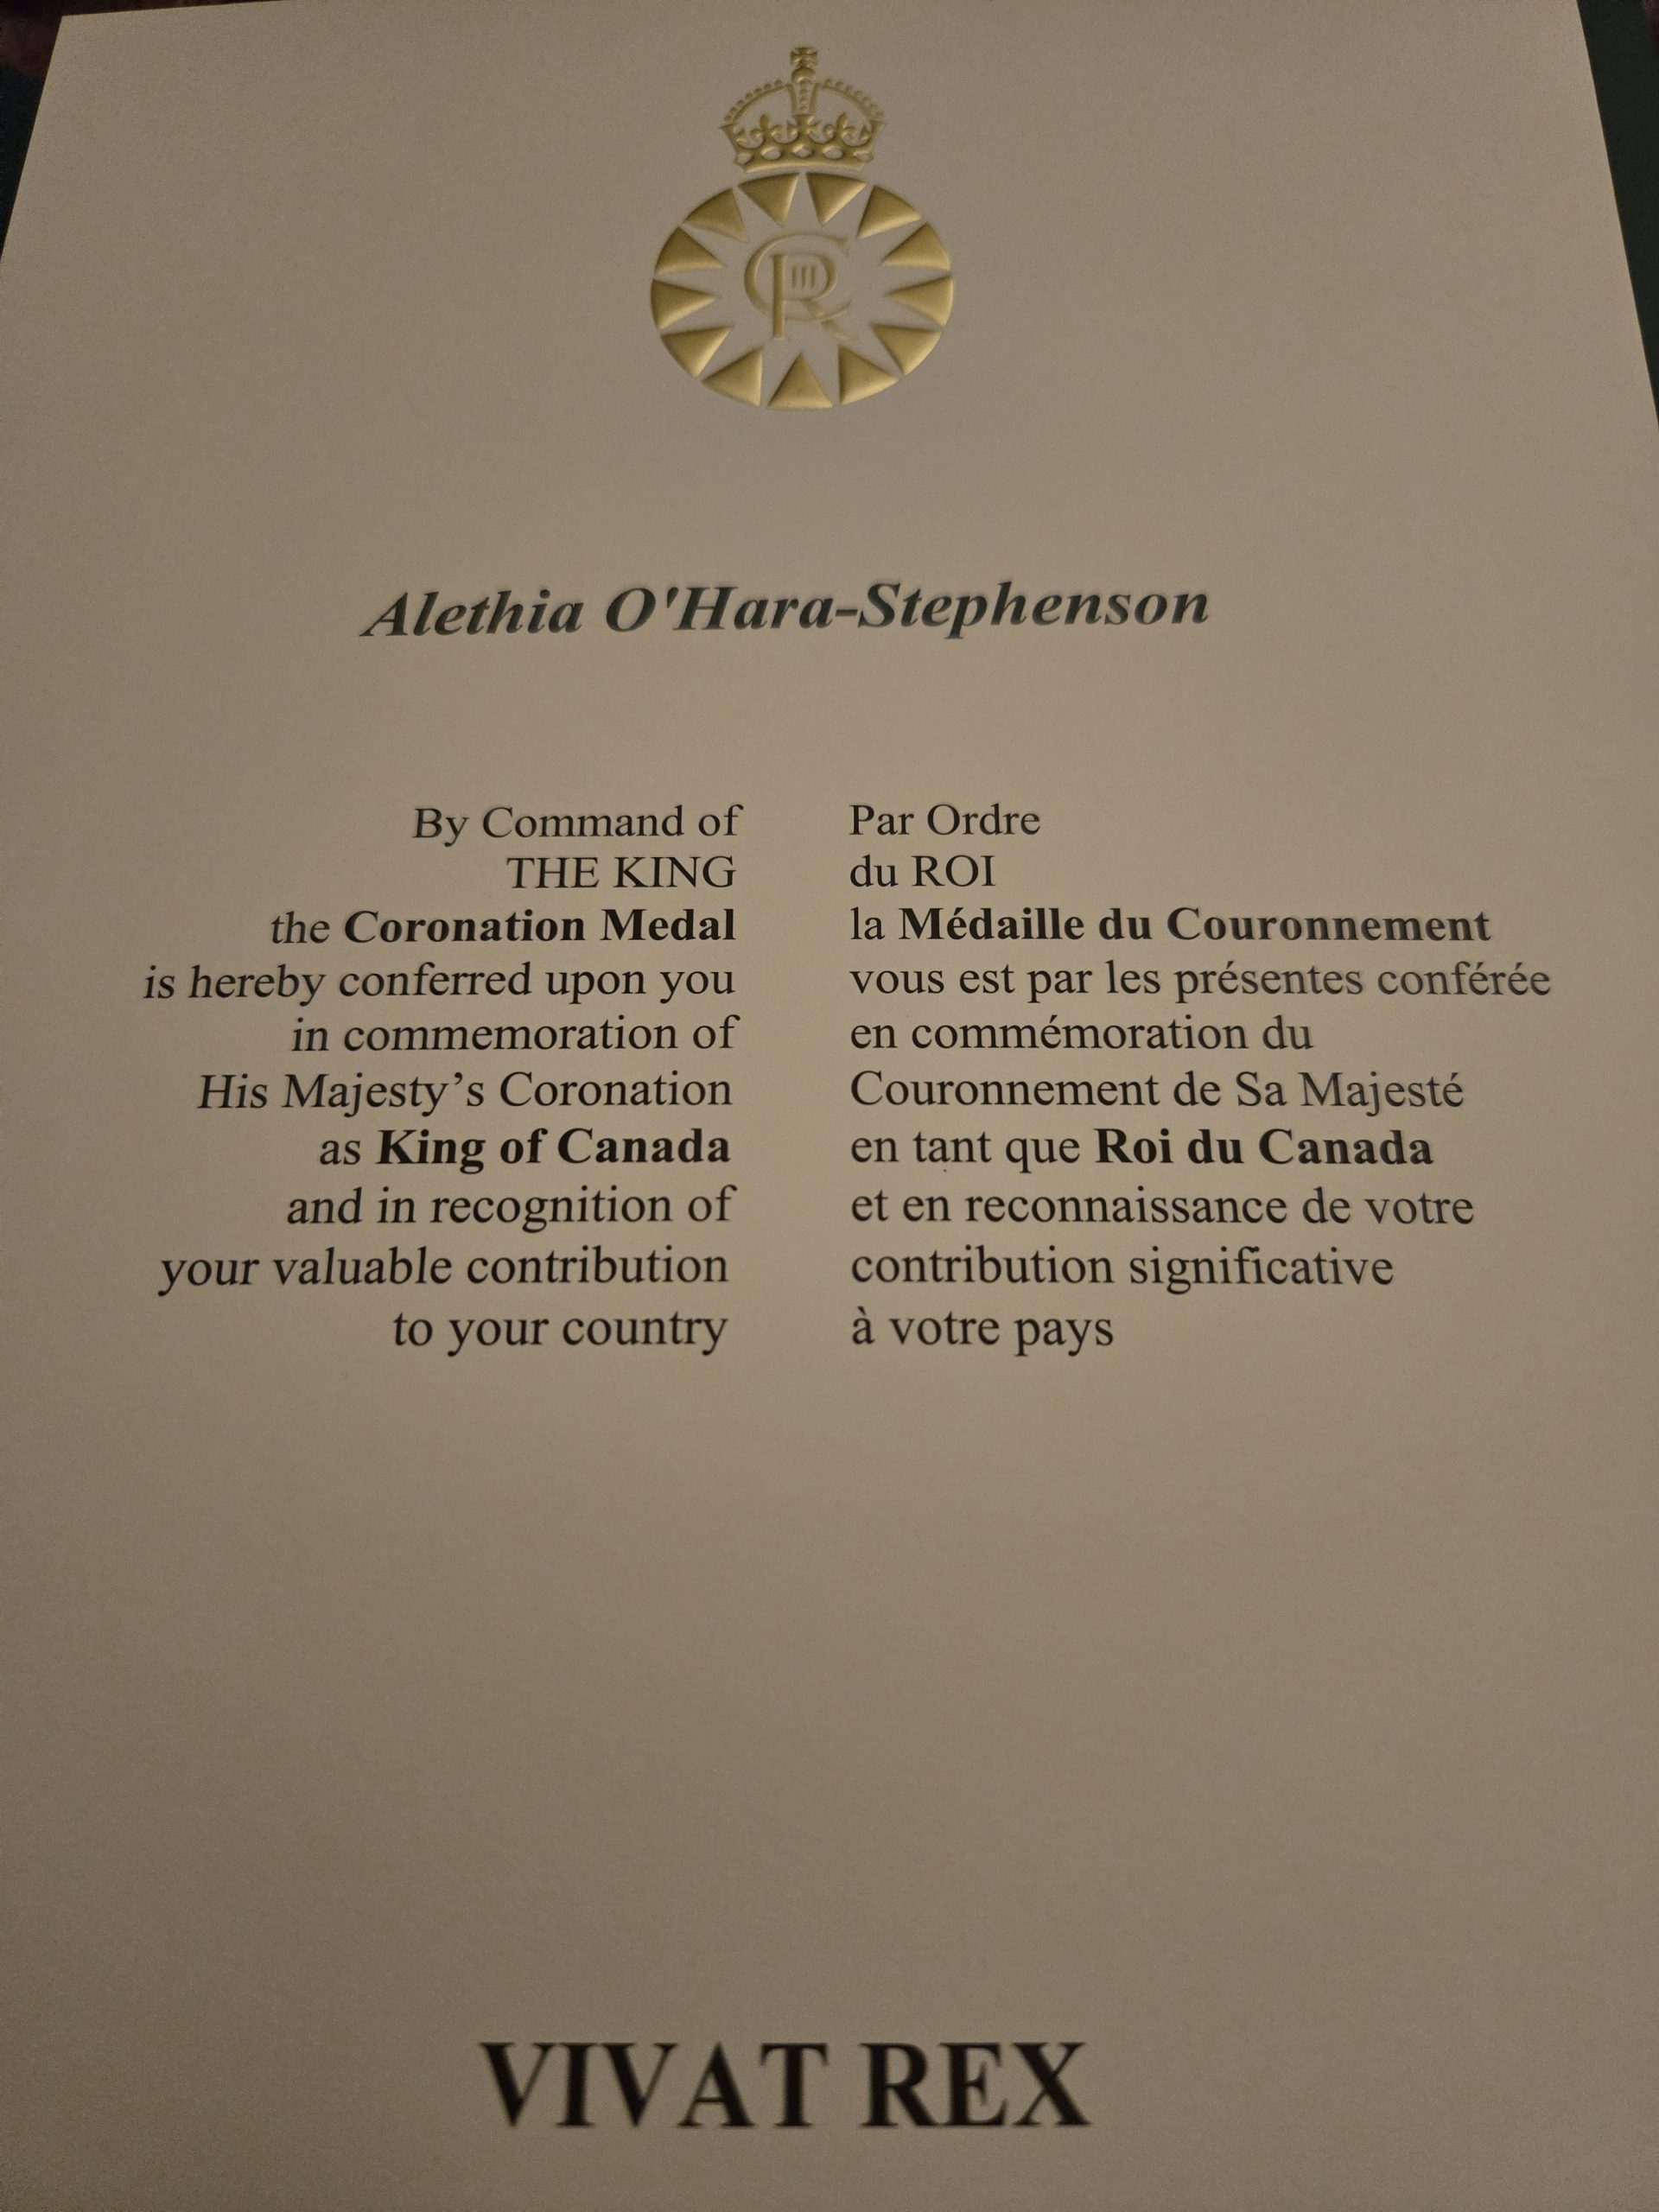 CR III
Alethia O'Hara-Stephenson
By Command of
THE KING
the Coronation Medal
is hereby conferred upon you
in commemoration of
His Majesty’s Coronation
as King of Canada
and in recognition of
your valuable contribution
to your country
Par Ordre
du ROI
la Médaille du Couronnement
vous est par les présentes conférée
en commémoration du
Couronnement de Sa Majesté
en tant que Roi du Canada
et en reconnaissance de votre
contribution significative
à votre pays
VIVAT REX